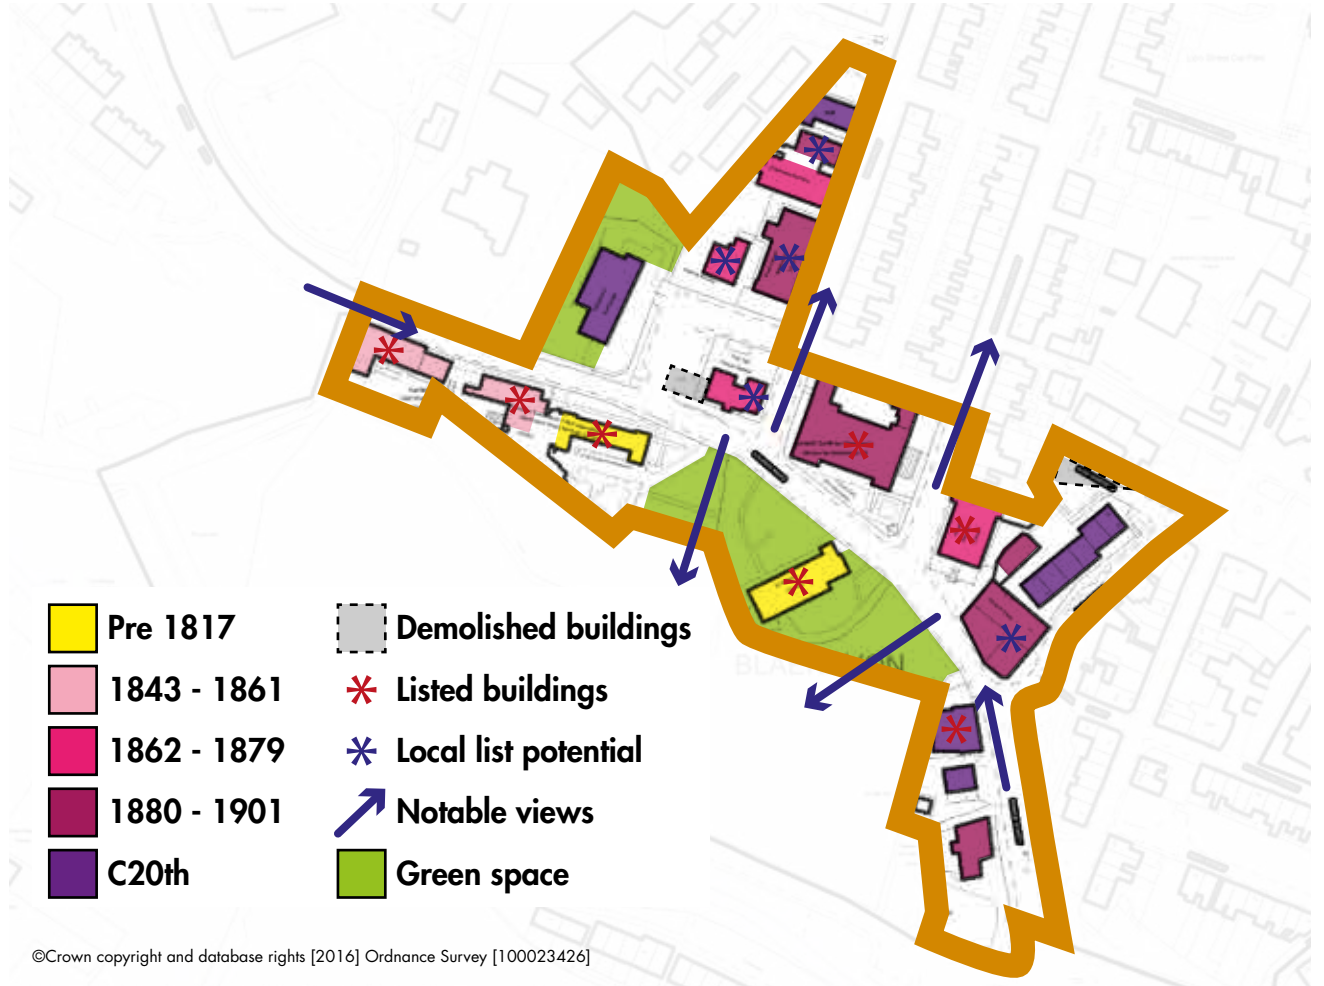 Pre 1817
1843 - 1861
1862 - 1879
1880 - 1901
C20th
Demolished buildings
Listed buildings
Local list potential
Notable views
Green space
©Crown copyright and database rights [2016] Ordnance Survey [100023426]